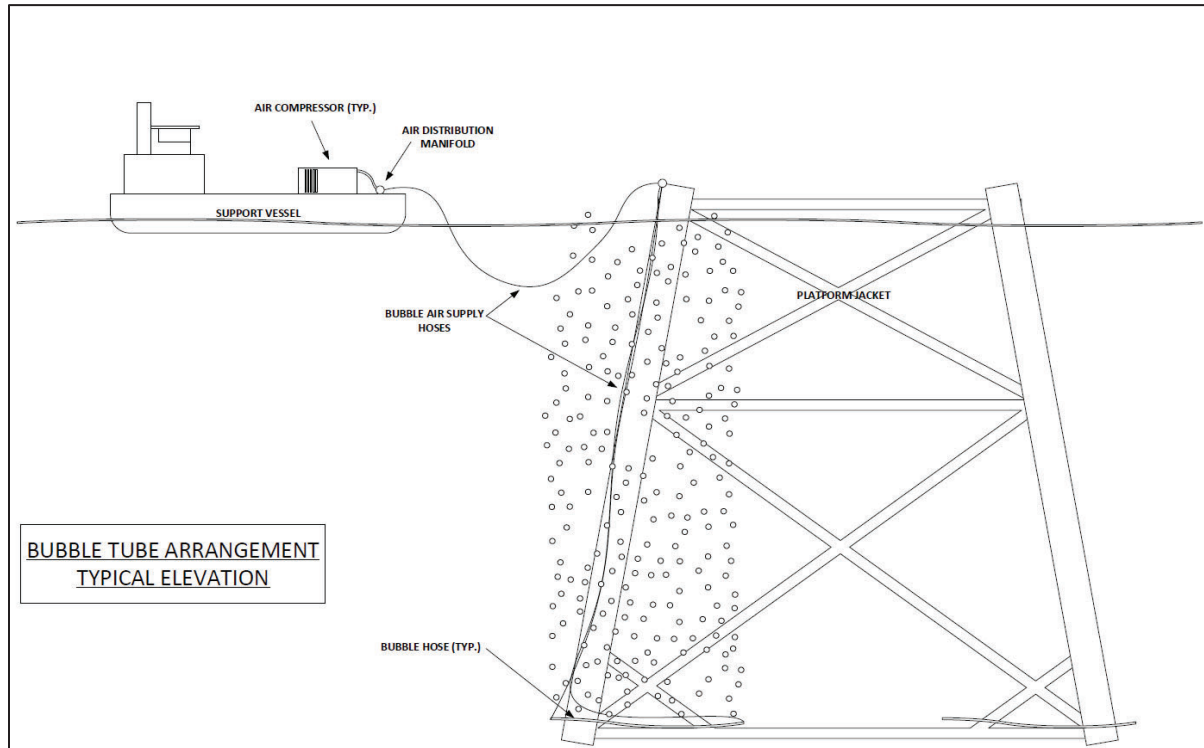 AIR COMPRESSOR (TYP.)
AIR DISTRIBUTION
MANIFOLD
SUPPORT VESSEL
BUBBLE AIR SUPPLY
HOSES
PLATFORM JACKET
BUBBLE TUBE ARRANGEMENT
TYPICAL ELEVATION
BUBBLE HOSE (TYP.)